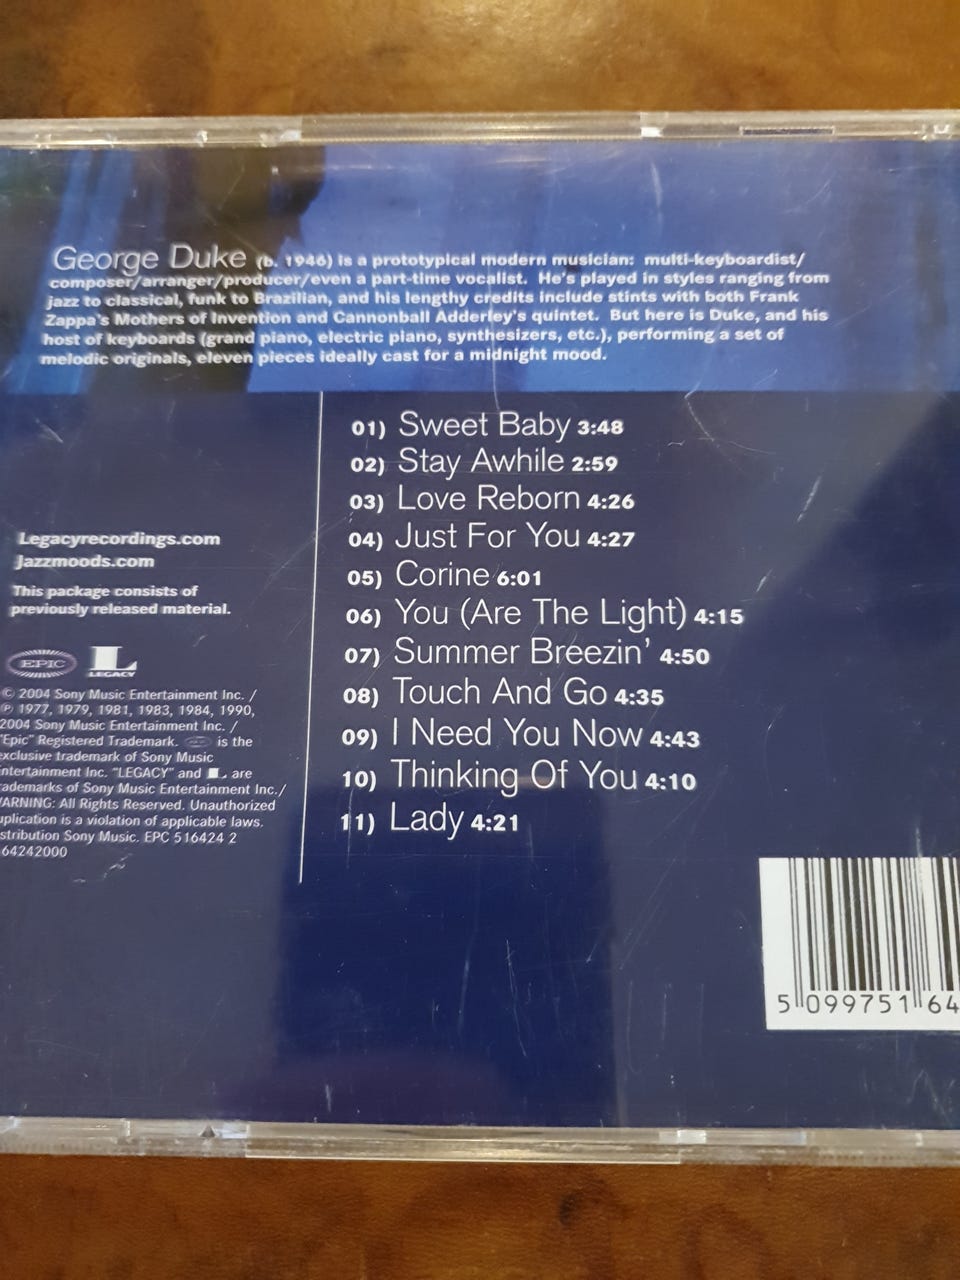 George Duke (b. 1946) is a prototypical modern musician: multi-keyboardist/
composer/arranger/producer/even a part-time vocalist. He's played in styles ranging from
jazz to classical, funk to Brazilian, and his lengthy credits include stints with both Frank
Zappa's Mothers of Invention and Cannonball Adderley's quintet. But here is Duke, and his
host of keyboards (grand piano, electric piano, synthesizers, etc.), performing a set of
melodic originals, eleven pieces ideally cast for a midnight mood.
01) Sweet Baby 3:48
02) Stay Awhile 2:59
03) Love Reborn 4:26
04) Just For You 4:27
05) Corine 6:01
06) You (Are The Light) 4:15
07) Summer Breezin' 4:50
08) Touch And Go 4:35
09) I Need You Now 4:43
10) Thinking Of You 4:10
11) Lady 4:21
Legacyrecordings.com
Jazzmoods.com
This package consists of
previously released material.
EPIC L LEGACY
© 2004 Sony Music Entertainment Inc. /
℗ 1977, 1979, 1981, 1983, 1984, 1990,
2004 Sony Music Entertainment Inc. /
"Epic" Registered Trademark. is the
exclusive trademark of Sony Music
ntertainment Inc. "LEGACY" and L are
rademarks of Sony Music Entertainment Inc./
ARNING: All Rights Reserved. Unauthorized
uplication is a violation of applicable laws.
stribution Sony Music. EPC 516424 2
64242000
5 099751 64